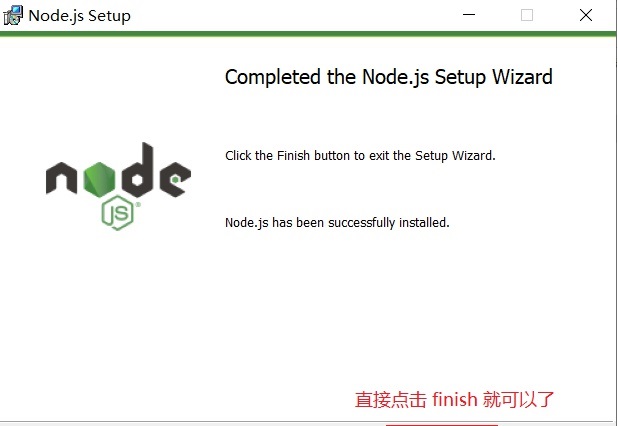 Node.js Setup
Completed the Node.js Setup Wizard
Click the Finish button to exit the Setup Wizard.
node
JS
Node.js has been successfully installed.
直接点击 finish 就可以了